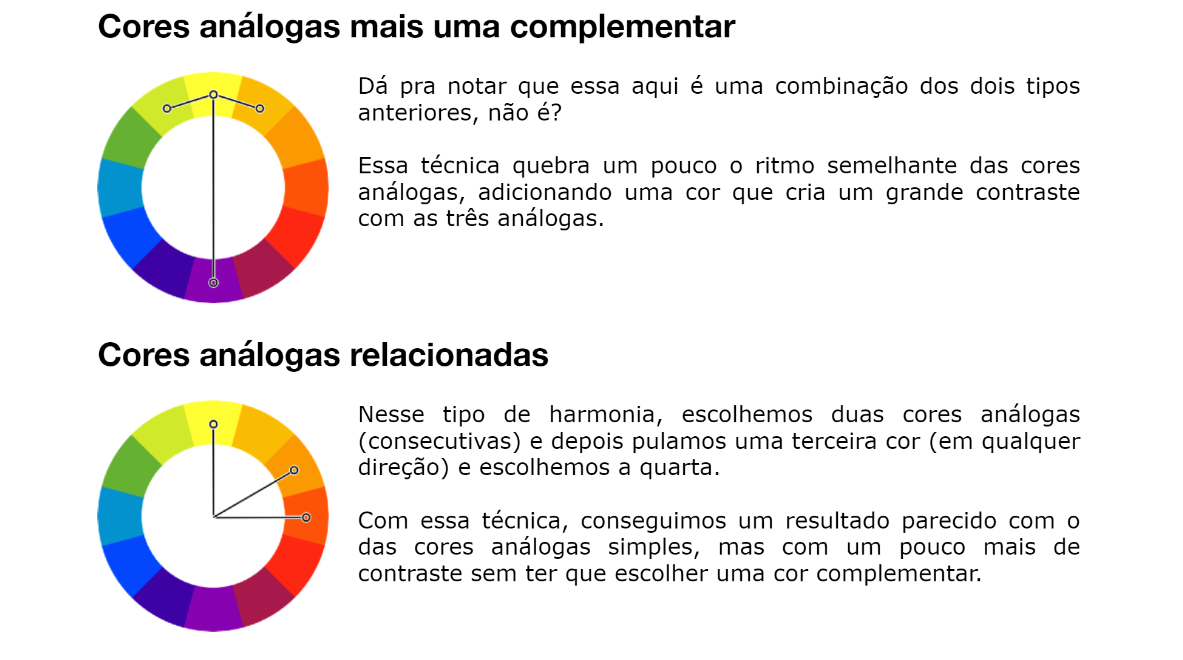 Cores análogas mais uma complementar
Dá pra notar que essa aqui é uma combinação dos dois tipos
anteriores, não é?
Essa técnica quebra um pouco o ritmo semelhante das cores
análogas, adicionando uma cor que cria um grande contraste
com as três análogas.
Cores análogas relacionadas
Nesse tipo de harmonia, escolhemos duas cores análogas
(consecutivas) e depois pulamos uma terceira cor (em qualquer
direção) e escolhemos a quarta.
Com essa técnica, conseguimos um resultado parecido com o
das cores análogas simples, mas com um pouco mais de
contraste sem ter que escolher uma cor complementar.